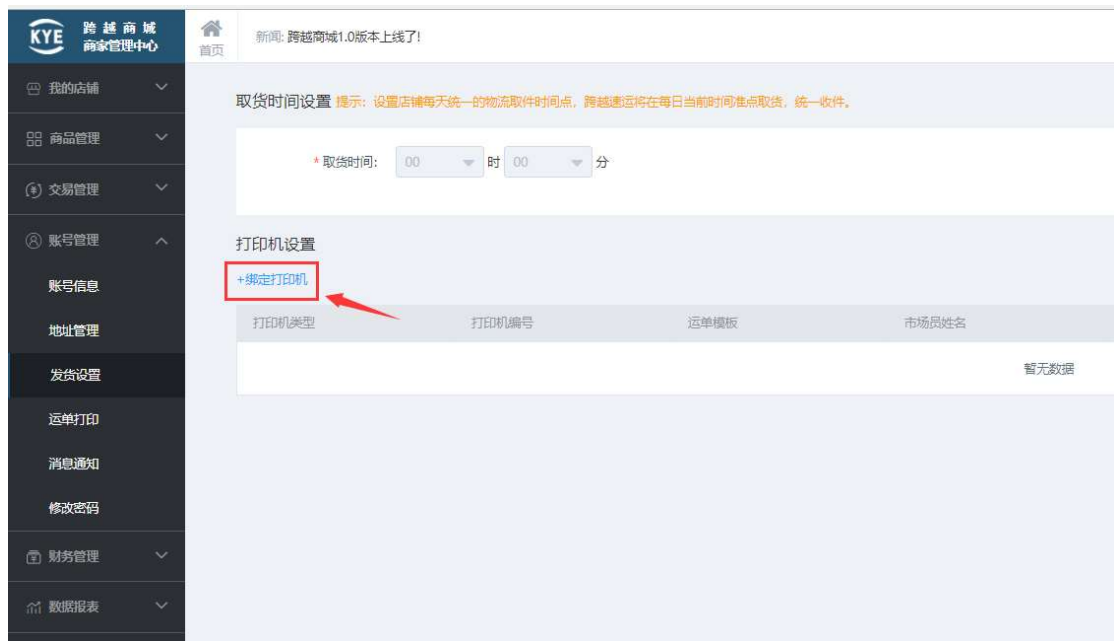 KYE 跨越商城
商家管理中心
首页
新闻: 跨越商城1.0版本上线了!
我的店铺
商品管理
交易管理
账号管理
账号信息
地址管理
发货设置
运单打印
消息通知
修改密码
财务管理
数据报表
取货时间设置 提示：设置店铺每天统一的物流取件时间点，跨越速运将在每日当前时间准点取货，统一收件。
* 取货时间: 00 时 00 分
打印机设置
+绑定打印机
打印机类型 打印机编号 运单模板 市场员姓名
暂无数据